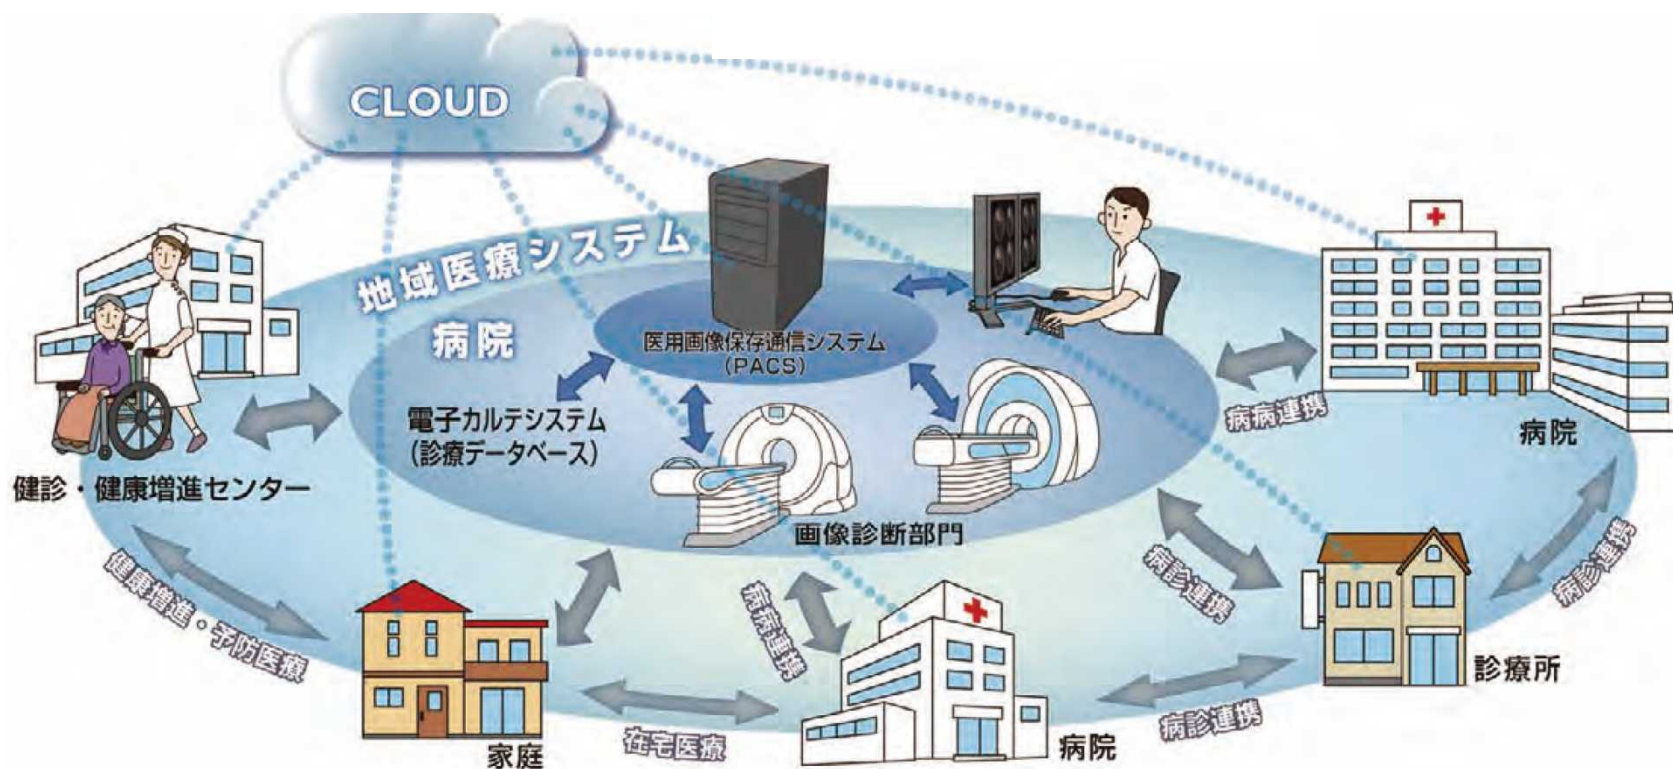 CLOUD
地域医療システム
病院
医用画像保存通信システム
(PACS)
電子カルテシステム
(診療データベース)
画像診断部門
健診・健康増進センター
病病連携
病院
健康増進・予防医療
病病連携
病診連携
病診連携
診療所
家庭
在宅医療
病院
病診連携